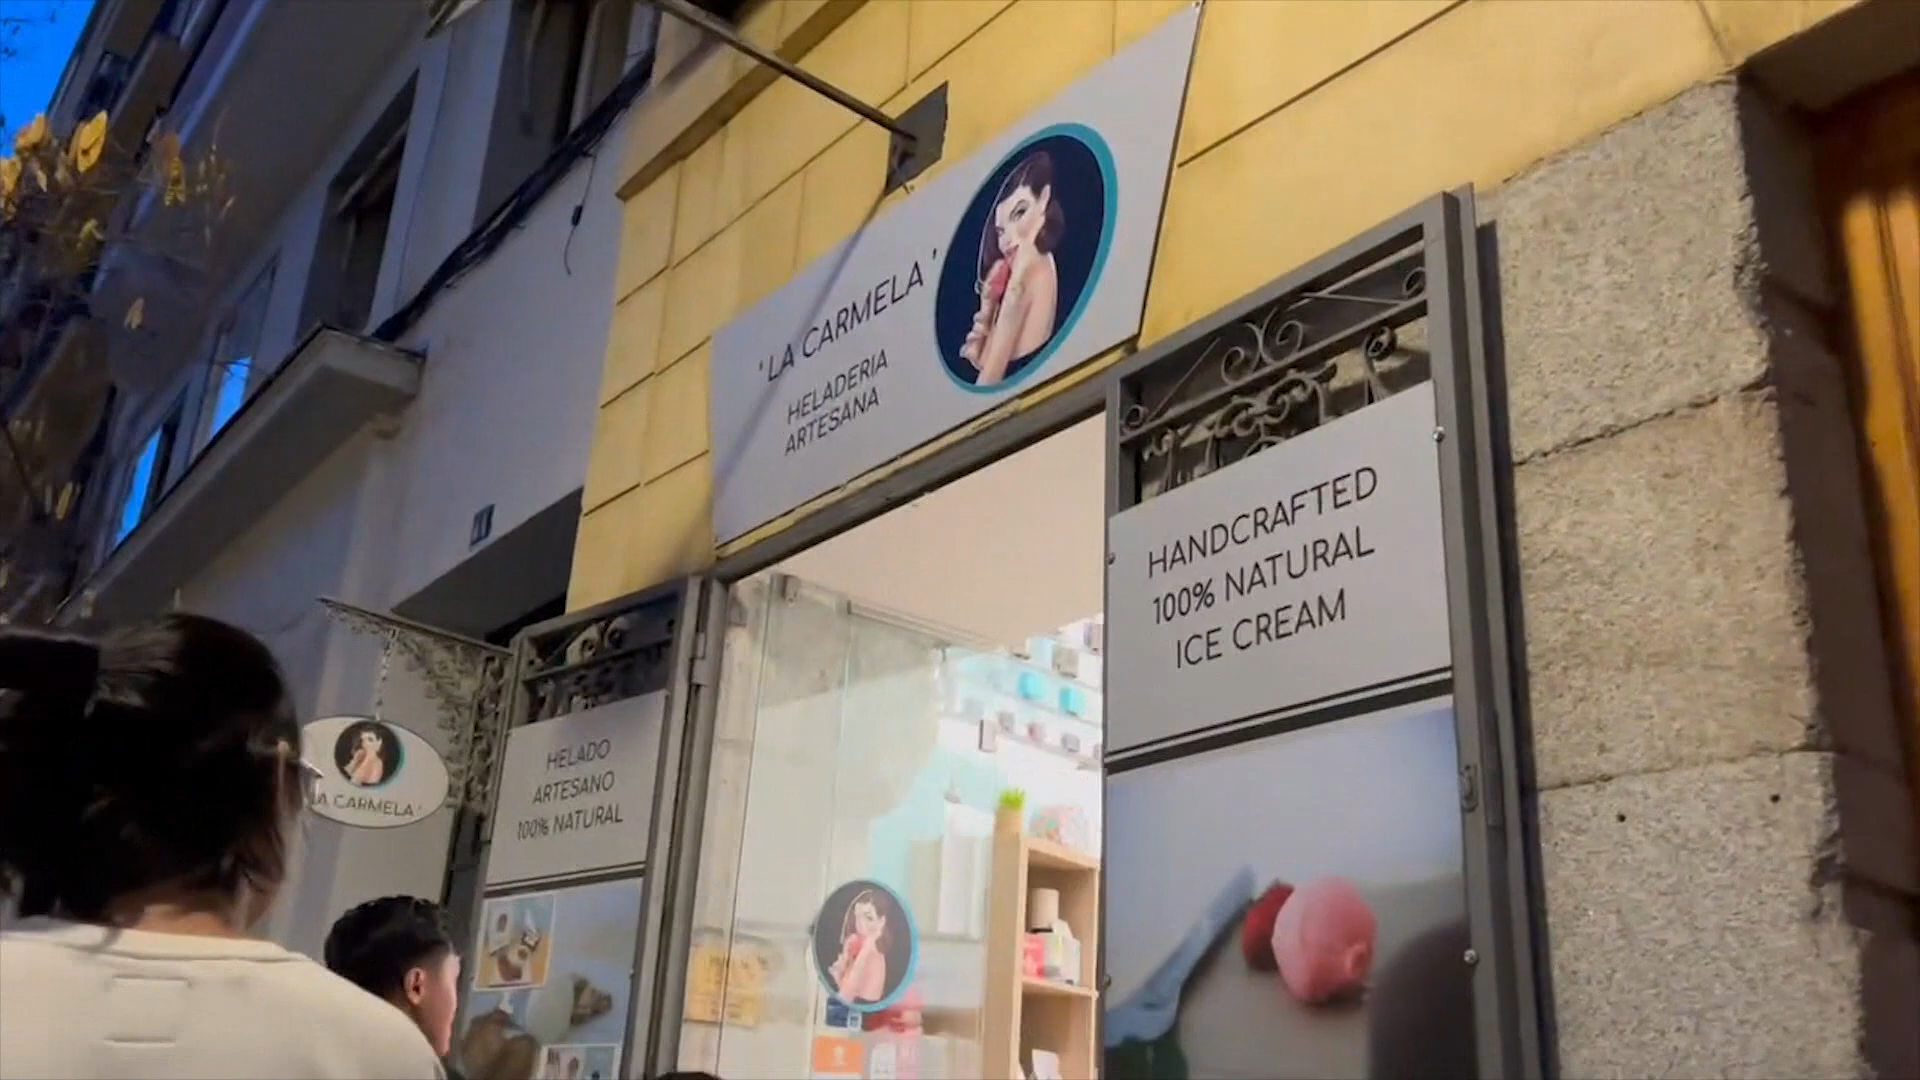 'LA CARMELA'
HELADERIA
ARTESANA
HANDCRAFTED
100% NATURAL
ICE CREAM
HELADO
ARTESANO
100% NATURAL
LA CARMELA'